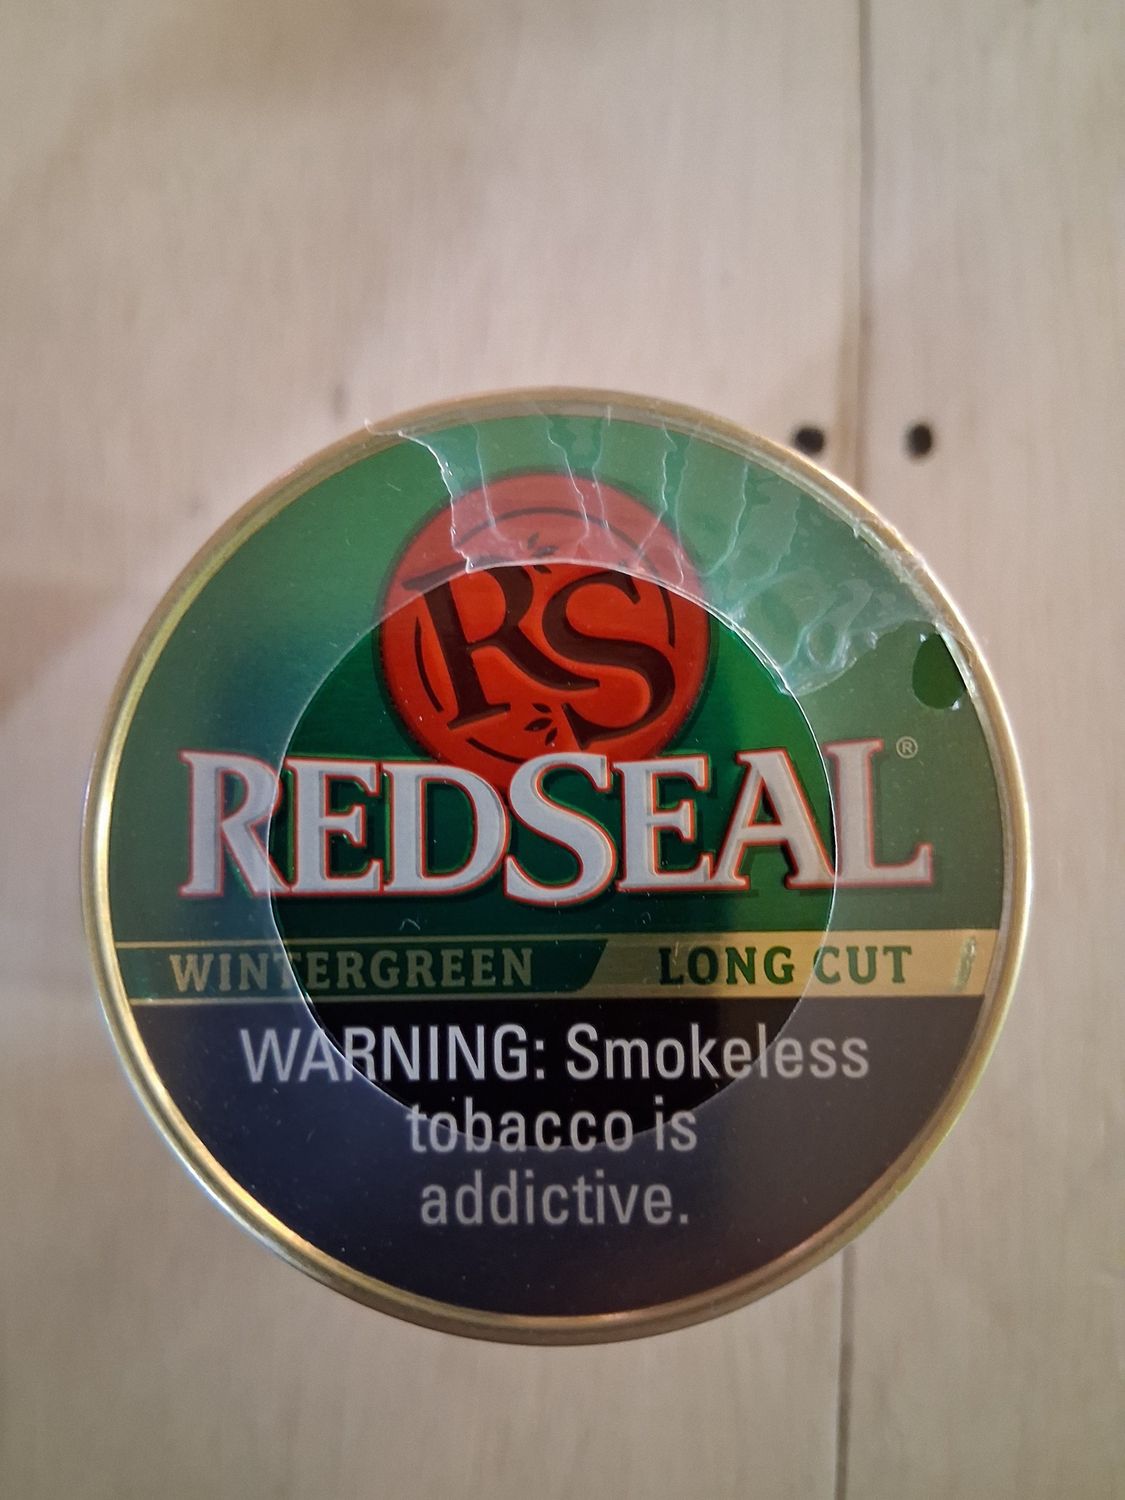 RS
REDSEAL®
WINTERGREEN LONG CUT
WARNING: Smokeless
tobacco is
addictive.